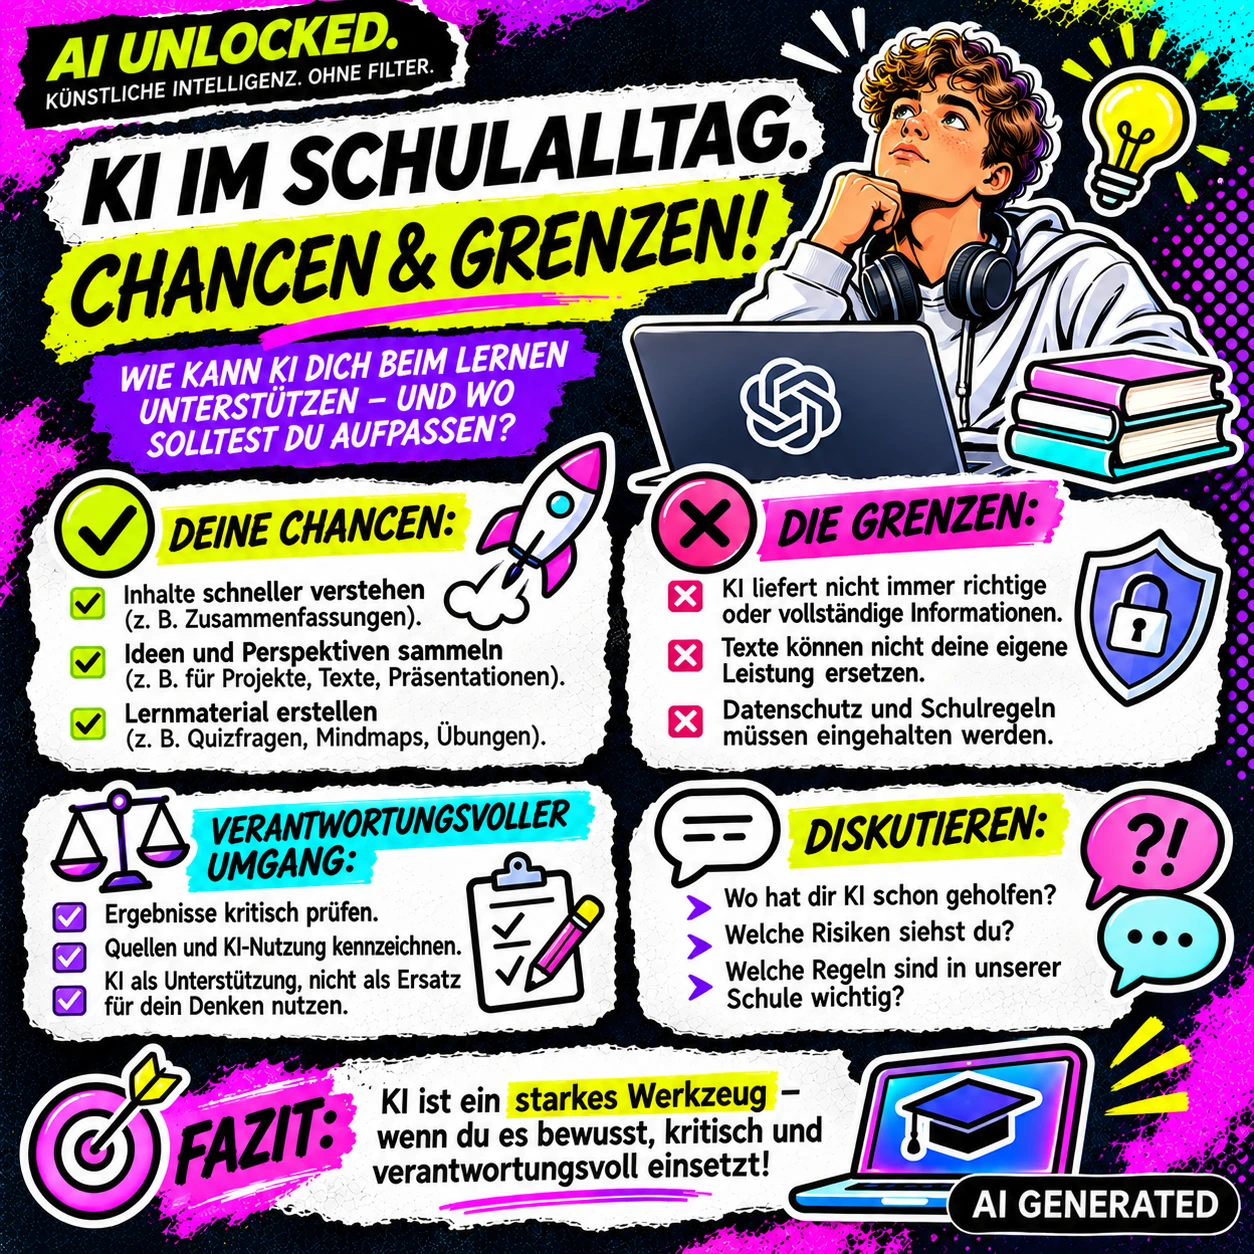 AI UNLOCKED.
KÜNSTLICHE INTELLIGENZ. OHNE FILTER.
KI IM SCHULALLTAG.
CHANCEN & GRENZEN!
WIE KANN KI DICH BEIM LERNEN
UNTERSTÜTZEN – UND WO
SOLLTEST DU AUFPASSEN?
DEINE CHANCEN:
Inhalte schneller verstehen
(z. B. Zusammenfassungen).
Ideen und Perspektiven sammeln
(z. B. für Projekte, Texte, Präsentationen).
Lernmaterial erstellen
(z. B. Quizfragen, Mindmaps, Übungen).
DIE GRENZEN:
KI liefert nicht immer richtige
oder vollständige Informationen.
Texte können nicht deine eigene
Leistung ersetzen.
Datenschutz und Schulregeln
müssen eingehalten werden.
VERANTWORTUNGSVOLLER
UMGANG:
Ergebnisse kritisch prüfen.
Quellen und KI-Nutzung kennzeichnen.
KI als Unterstützung, nicht als Ersatz
für dein Denken nutzen.
DISKUTIEREN:
?!
Wo hat dir KI schon geholfen?
Welche Risiken siehst du?
Welche Regeln sind in unserer
Schule wichtig?
FAZIT:
KI ist ein starkes Werkzeug –
wenn du es bewusst, kritisch und
verantwortungsvoll einsetzt!
AI GENERATED